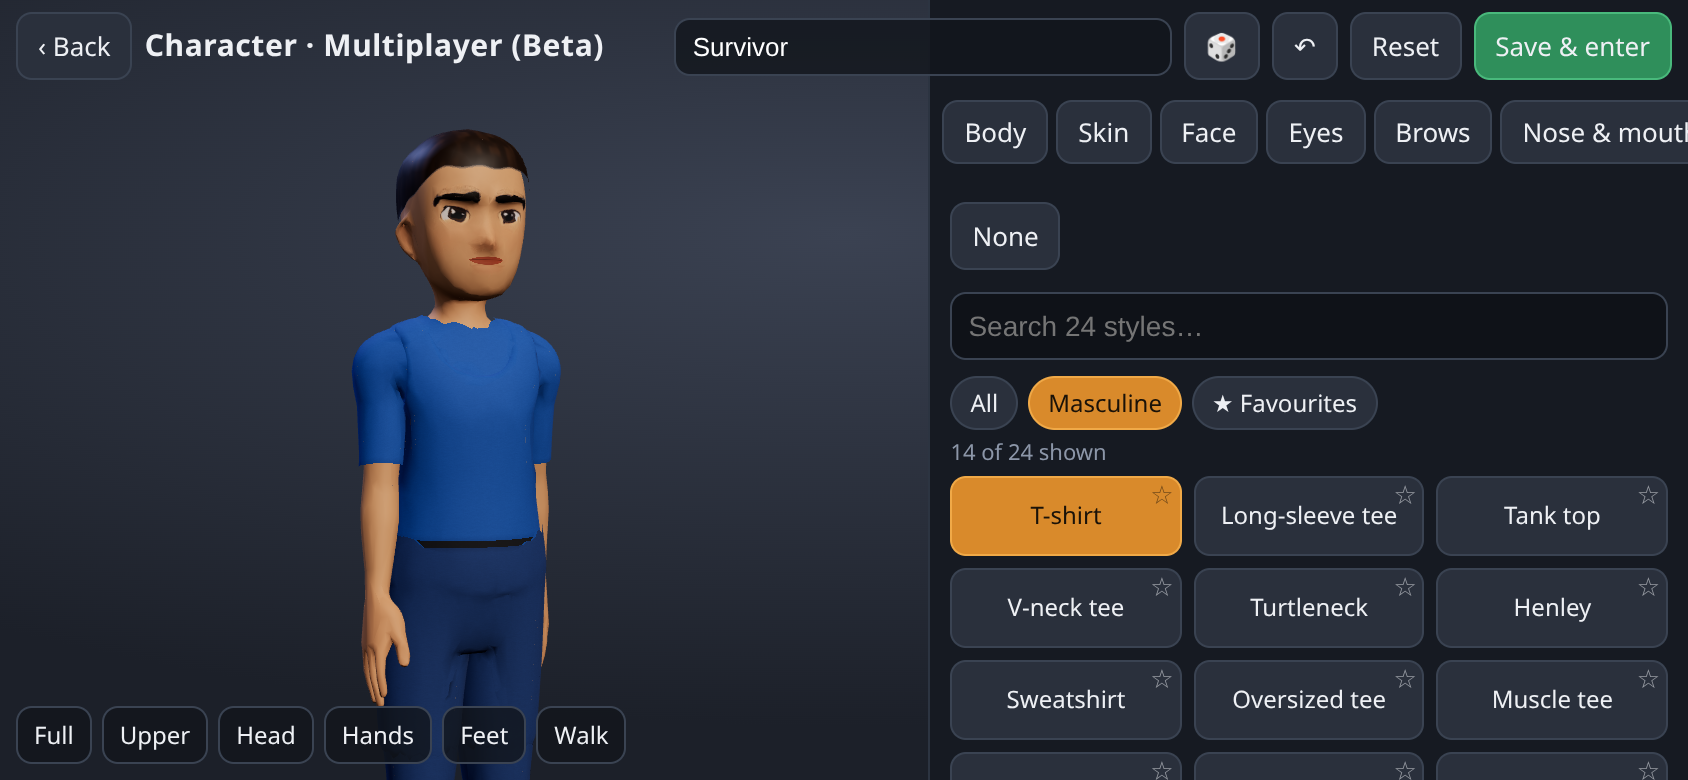 ‹ Back
Character · Multiplayer (Beta)
Survivor
🎲
↶
Reset
Save & enter
Body
Skin
Face
Eyes
Brows
Nose & mouth
None
Search 24 styles…
All
Masculine
★ Favourites
14 of 24 shown
T-shirt ☆
Long-sleeve tee ☆
Tank top ☆
V-neck tee ☆
Turtleneck ☆
Henley ☆
Sweatshirt ☆
Oversized tee ☆
Muscle tee ☆
☆
☆
☆
Full
Upper
Head
Hands
Feet
Walk